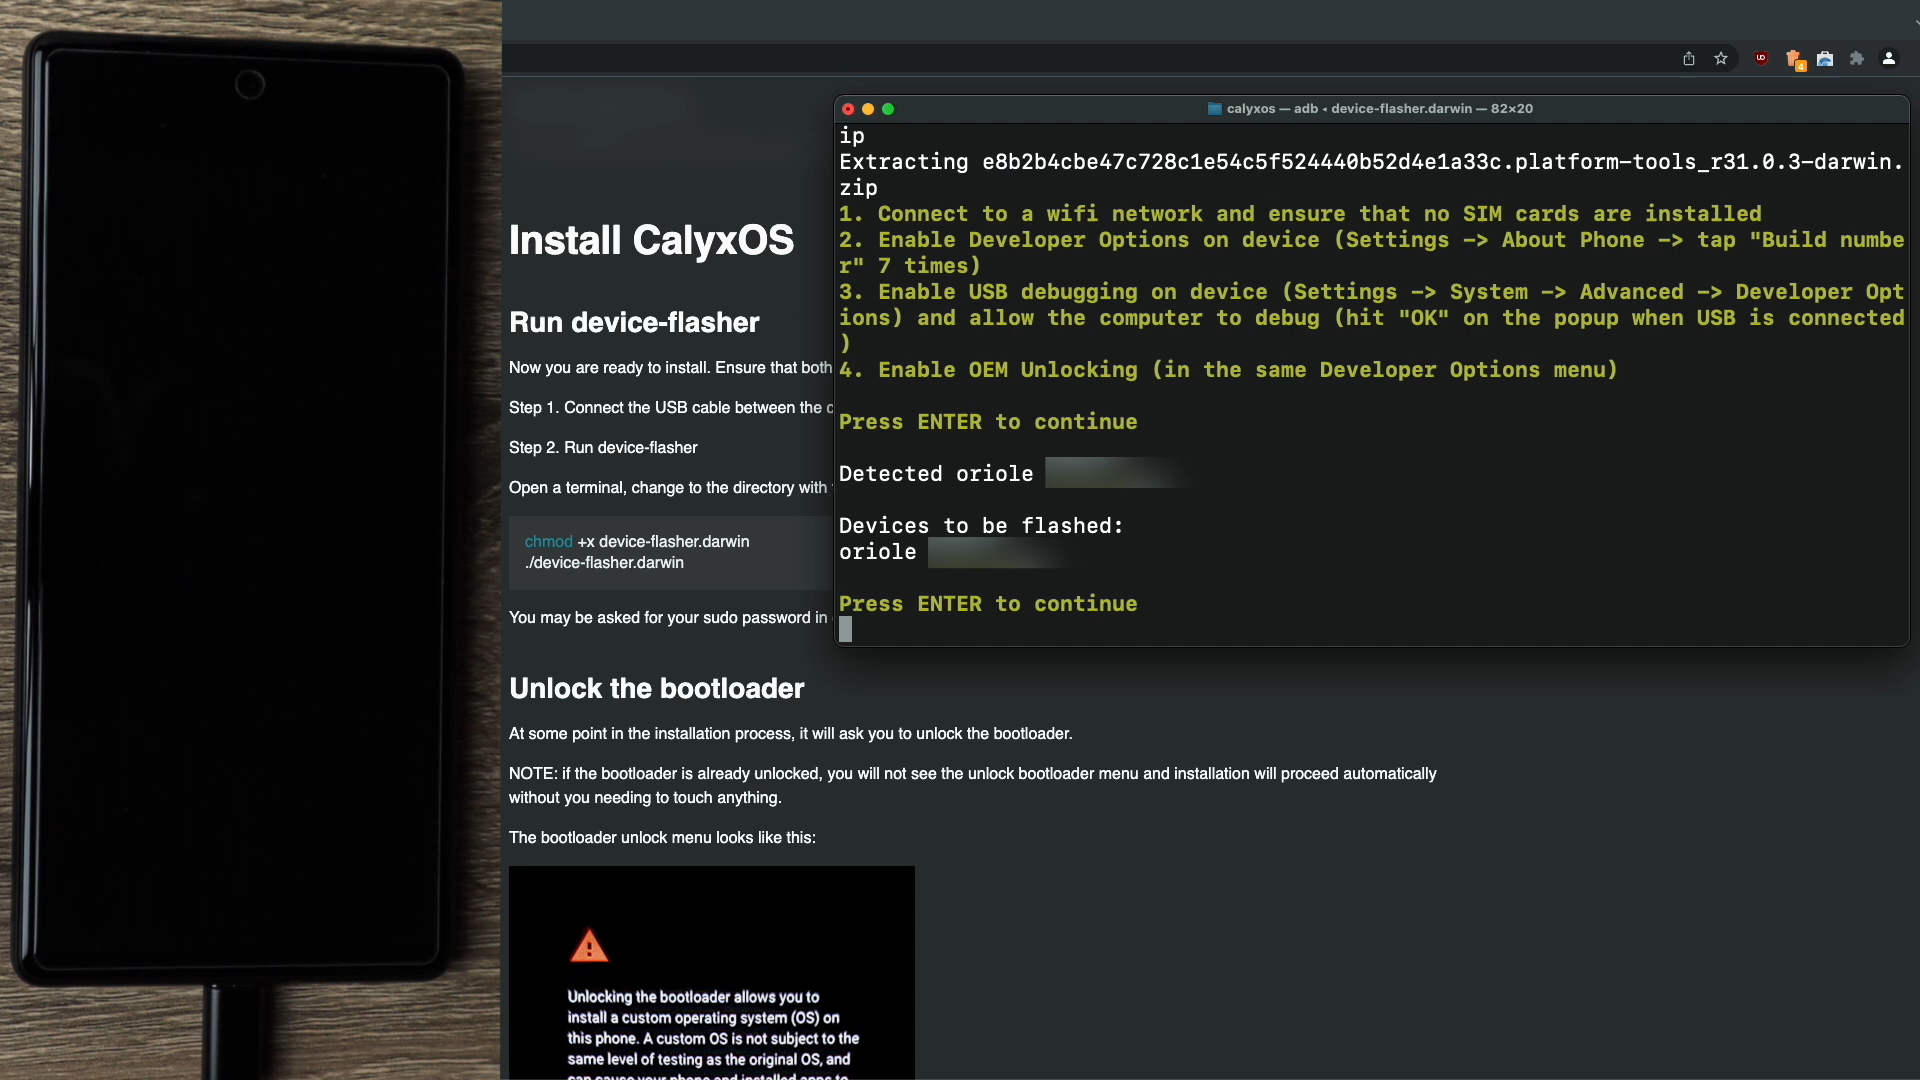 calyxos — adb ◂ device-flasher.darwin — 82×20
ip
Extracting e8b2b4cbe47c728c1e54c5f524440b52d4e1a33c.platform-tools_r31.0.3-darwin.
zip
1. Connect to a wifi network and ensure that no SIM cards are installed
2. Enable Developer Options on device (Settings -> About Phone -> tap "Build numbe
r" 7 times)
3. Enable USB debugging on device (Settings -> System -> Advanced -> Developer Opt
ions) and allow the computer to debug (hit "OK" on the popup when USB is connected
)
4. Enable OEM Unlocking (in the same Developer Options menu)
Press ENTER to continue
Detected oriole
Devices to be flashed:
oriole
Press ENTER to continue
Install CalyxOS
Run device-flasher
Now you are ready to install. Ensure that both
Step 1. Connect the USB cable between the
Step 2. Run device-flasher
Open a terminal, change to the directory with
chmod +x device-flasher.darwin
./device-flasher.darwin
You may be asked for your sudo password in
Unlock the bootloader
At some point in the installation process, it will ask you to unlock the bootloader.
NOTE: if the bootloader is already unlocked, you will not see the unlock bootloader menu and installation will proceed automatically
without you needing to touch anything.
The bootloader unlock menu looks like this:
Unlocking the bootloader allows you to
install a custom operating system (OS) on
this phone. A custom OS is not subject to the
same level of testing as the original OS, and
can cause your phone and installed apps to
4